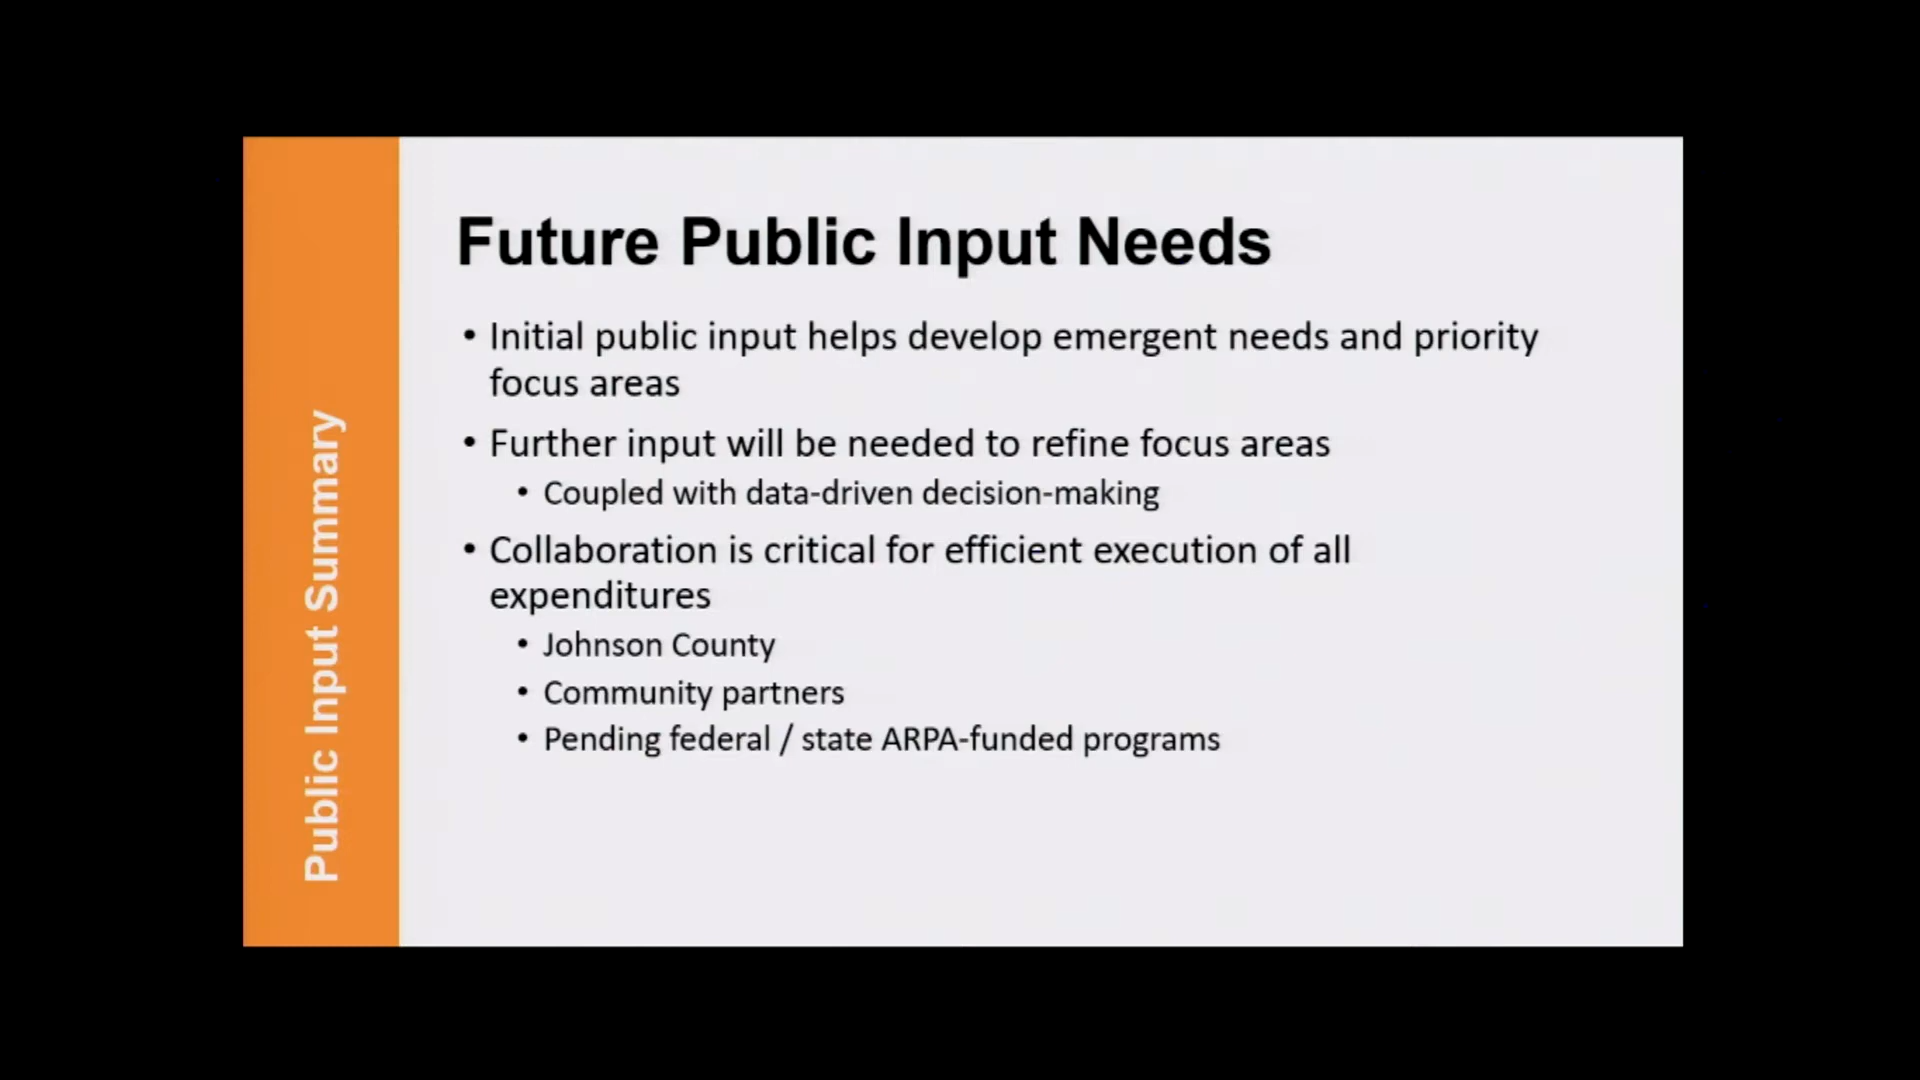 Public Input Summary
Future Public Input Needs
• Initial public input helps develop emergent needs and priority
focus areas
• Further input will be needed to refine focus areas
• Coupled with data-driven decision-making
• Collaboration is critical for efficient execution of all
expenditures
• Johnson County
• Community partners
• Pending federal / state ARPA-funded programs